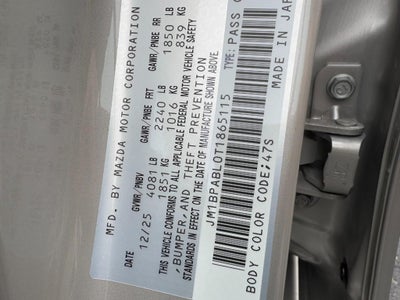 MFD. BY MAZDA MOTOR CORPORATION
12/25 GVWR/PNBV 4081 LB 1851 KG GAWR/PNBE FRT 2240 LB 1016 KG GAWR/PNBE RR 1850 LB 839 KG
THIS VEHICLE CONFORMS TO ALL APPLICABLE FEDERAL MOTOR VEHICLE SAFETY
,BUMPER,AND THEFT PREVENTION
STANDARDS IN EFFECT ON THE DATE OF MANUFACTURE SHOWN ABOVE.
JM1BPABL0T1865115 TYPE: PASS
BODY COLOR CODE:47S MADE IN JAP